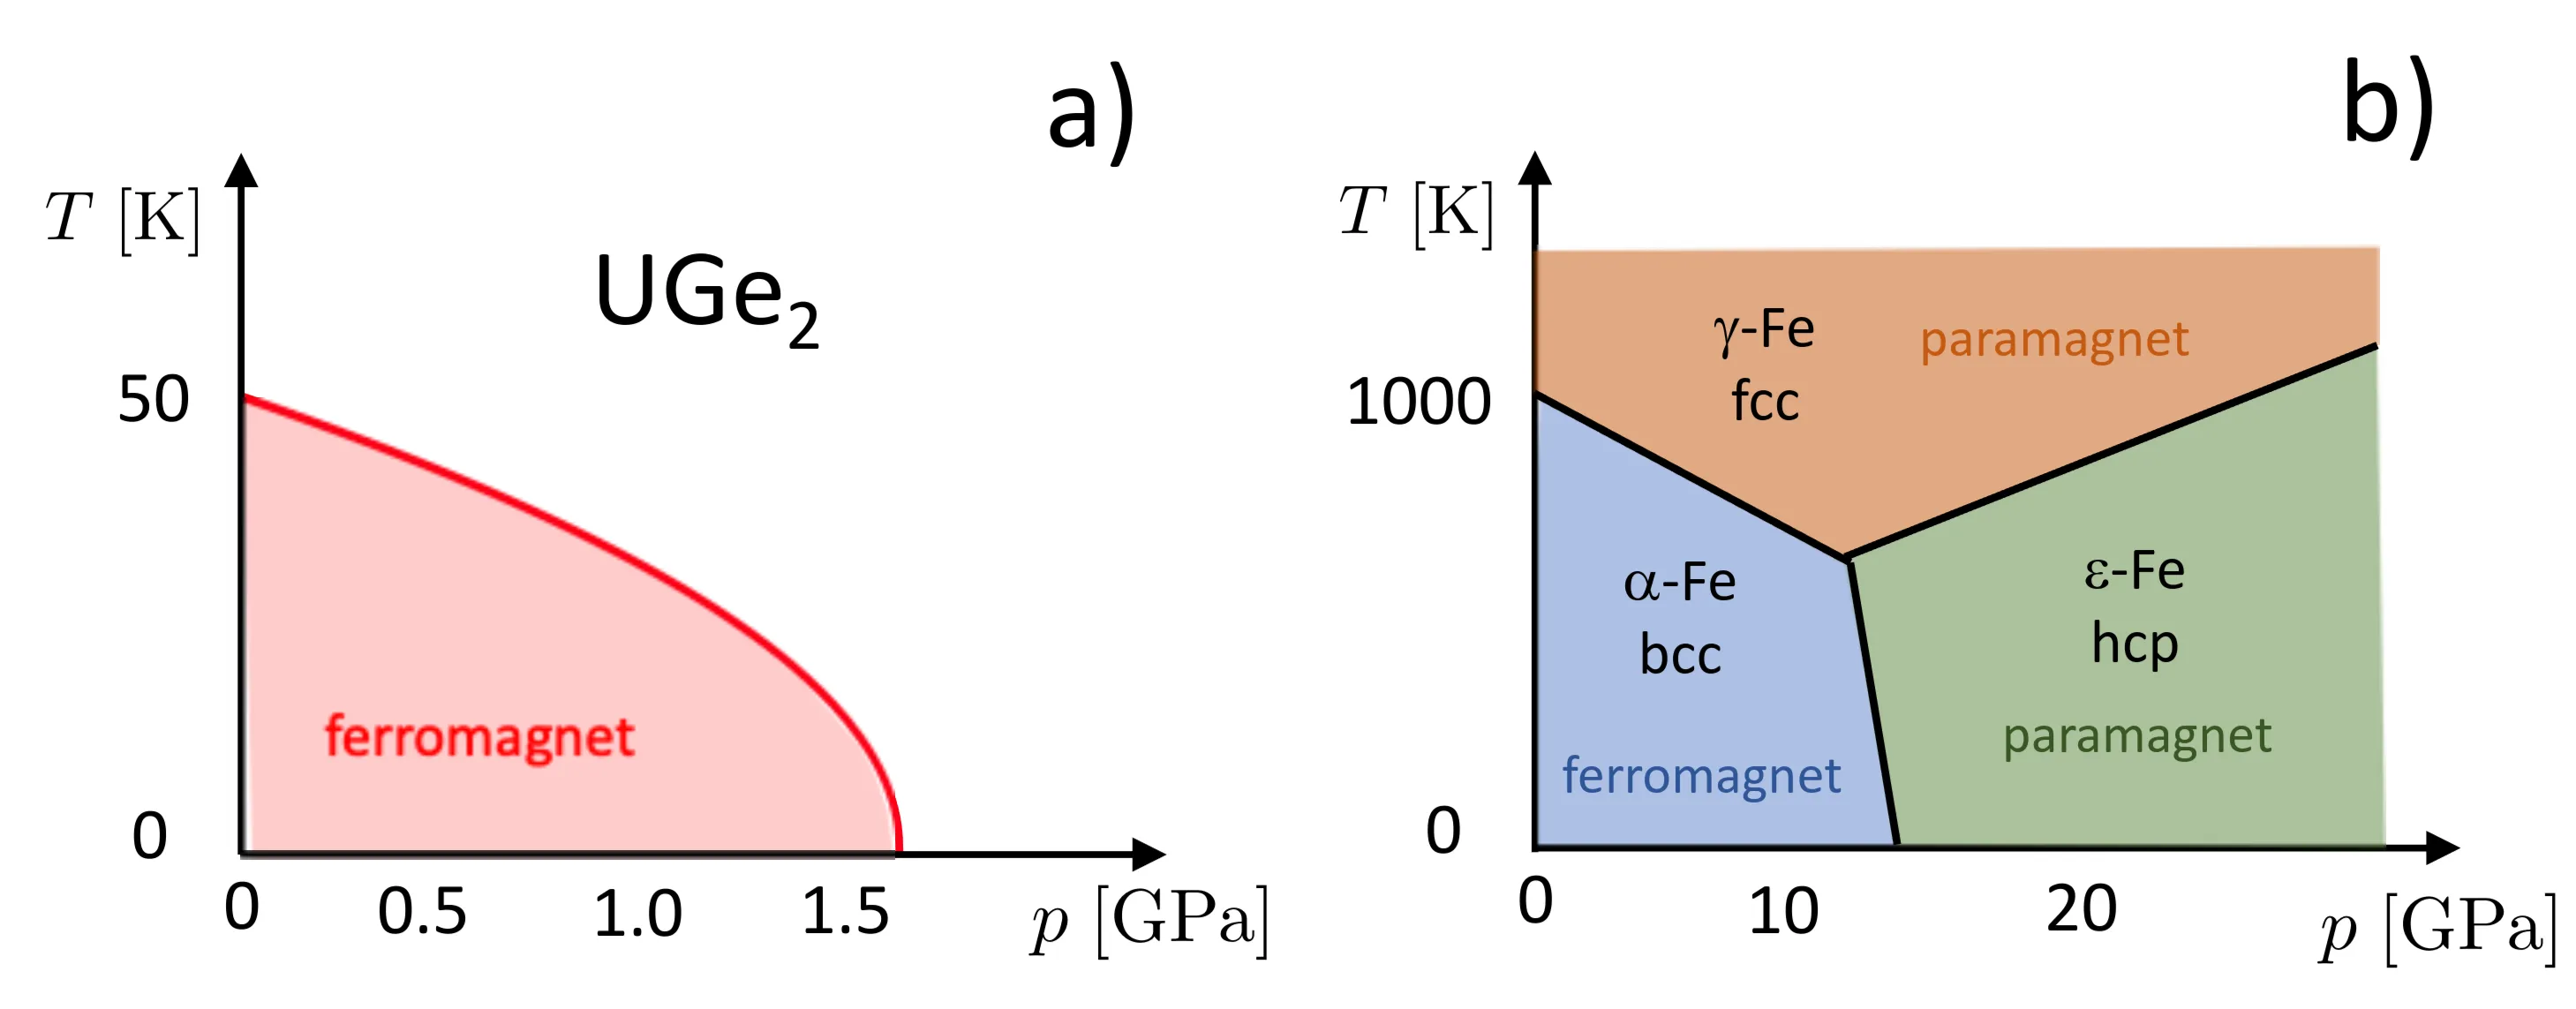 a)
T [K]
UGe₂
50
ferromagnet
0
0 0.5 1.0 1.5 p [GPa]
b)
T [K]
γ-Fe paramagnet
fcc
1000
α-Fe
bcc
ferromagnet
ε-Fe
hcp
paramagnet
0
0 10 20 p [GPa]